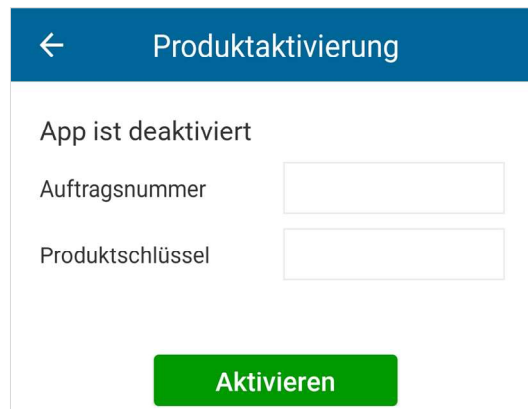 Produktaktivierung
App ist deaktiviert
Auftragsnummer
Produktschlüssel
Aktivieren